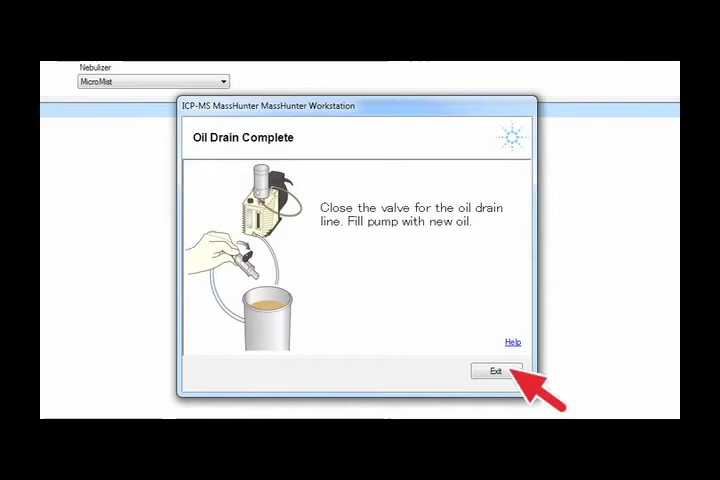 Nebulizer
MicroMist
ICP-MS MassHunter MassHunter Workstation
Oil Drain Complete
Close the valve for the oil drain
line. Fill pump with new oil.
Help
Exit